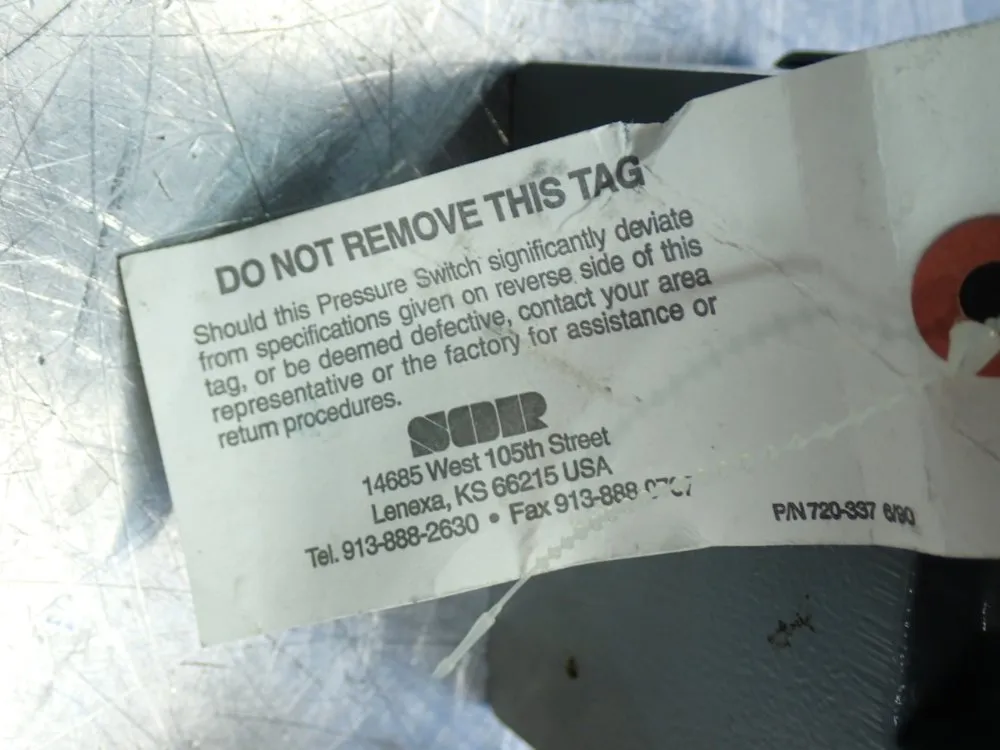 DO NOT REMOVE THIS TAG
Should this Pressure Switch significantly deviate
from specifications given on reverse side of this
tag, or be deemed defective, contact your area
representative or the factory for assistance or
return procedures.
SOR
14685 West 105th Street
Lenexa, KS 66215 USA
Tel. 913-888-2630 • Fax
P/N 720-337 6/90